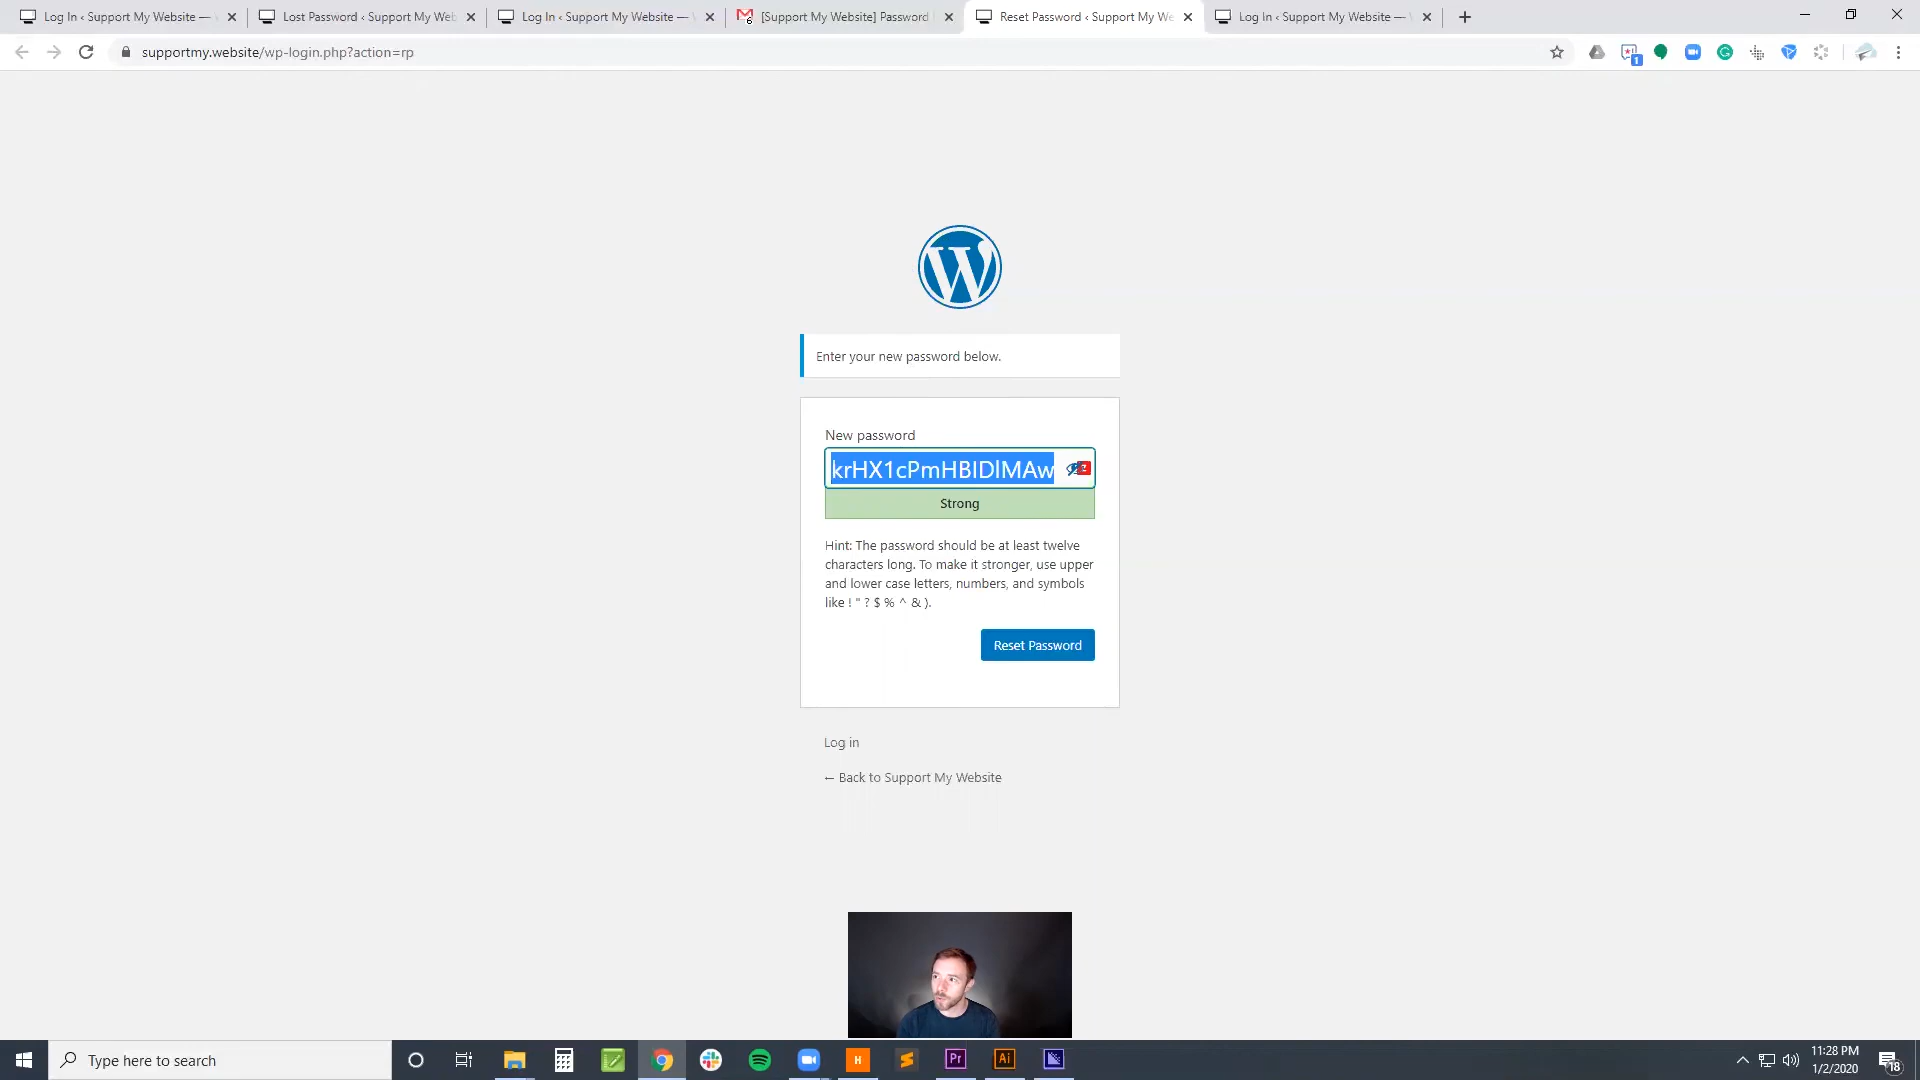 Log In ‹ Support My Website —
Lost Password ‹ Support My Web
Log In ‹ Support My Website —
[Support My Website] Password
Reset Password ‹ Support My We
Log In ‹ Support My Website —
supportmy.website/wp-login.php?action=rp
1
Enter your new password below.
New password
krHX1cPmHBIDlMAw
Strong
Hint: The password should be at least twelve
characters long. To make it stronger, use upper
and lower case letters, numbers, and symbols
like ! " ? $ % ^ & ).
Reset Password
Log in
← Back to Support My Website
Type here to search
H
Pr
Ai
11:28 PM
1/2/2020
18